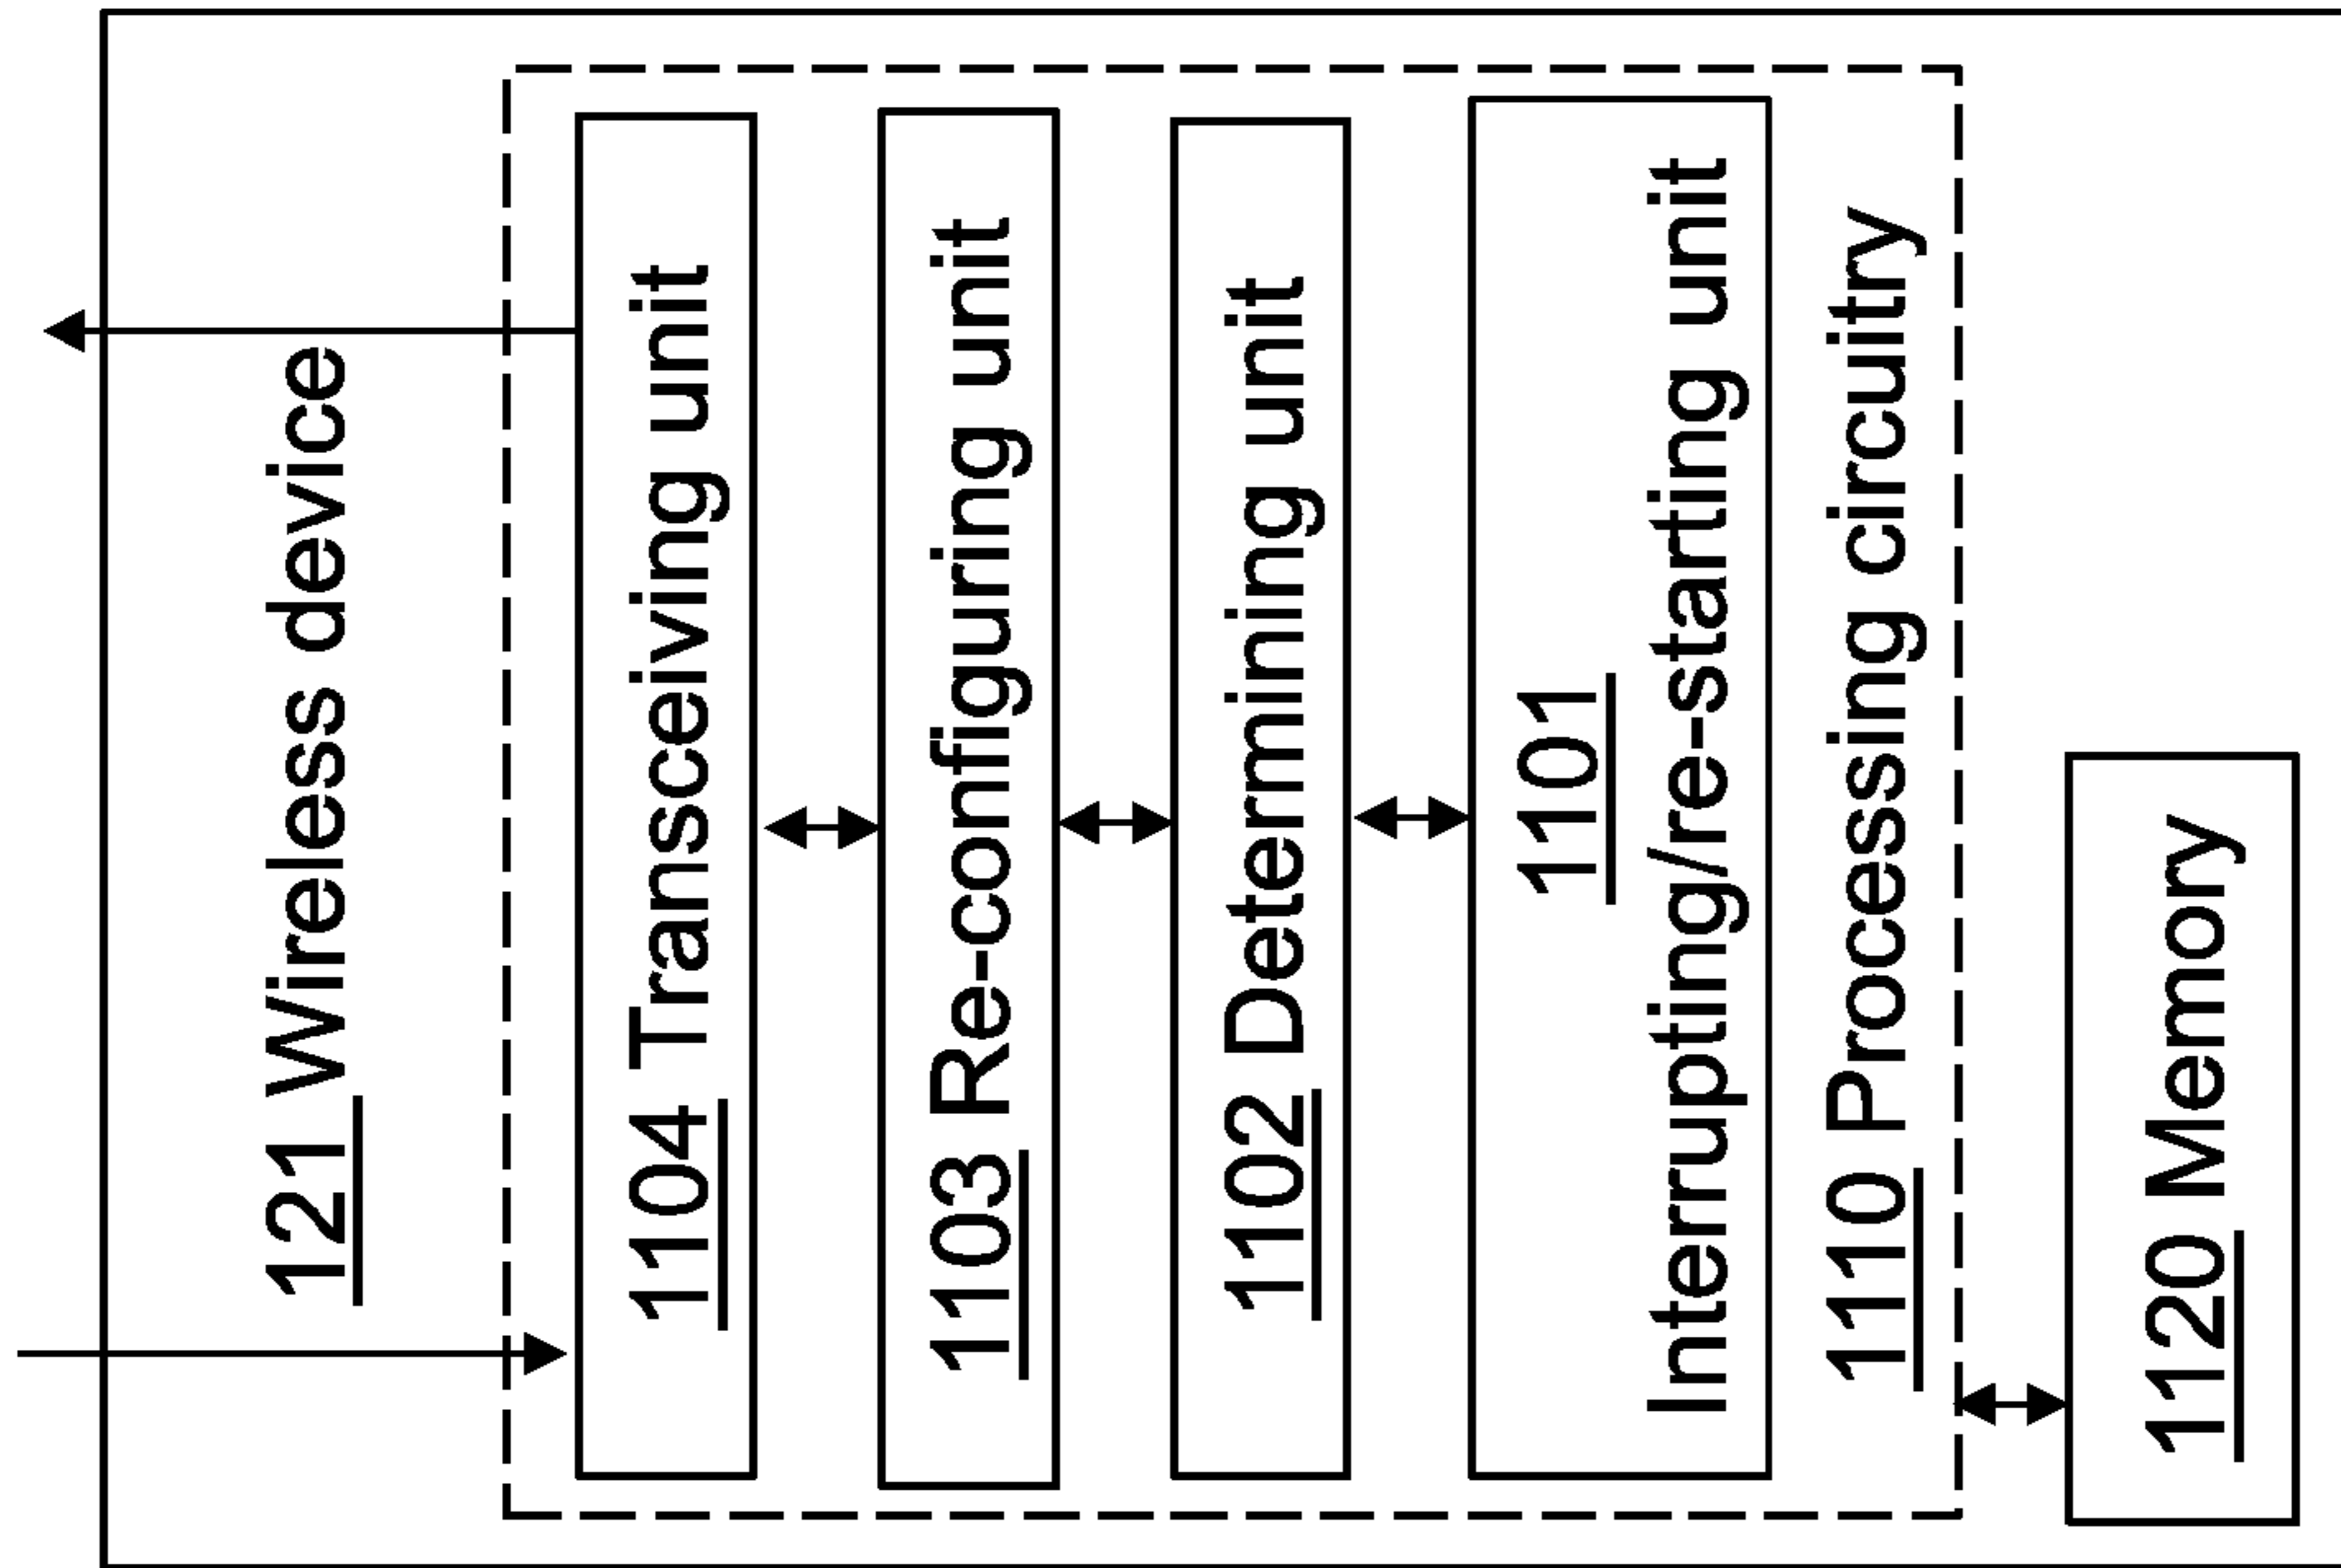 121 Wireless device
1104 Transceiving unit
1103 Re-configuring unit
1102 Determining unit
1101
Interrupting/re-starting unit
1110 Processing circuitry
1120 Memory